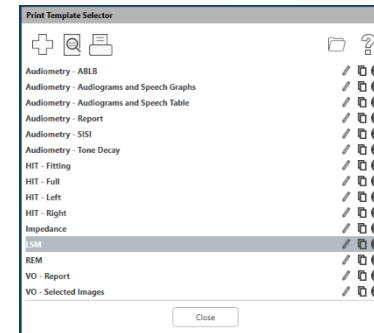 Print Template Selector
?
Audiometry - ABLB
Audiometry - Audiograms and Speech Graphs
Audiometry - Audiograms and Speech Table
Audiometry - Report
Audiometry - SISI
Audiometry - Tone Decay
HIT - Fitting
HIT - Full
HIT - Left
HIT - Right
Impedance
LSM
REM
VO - Report
VO - Selected Images
Close